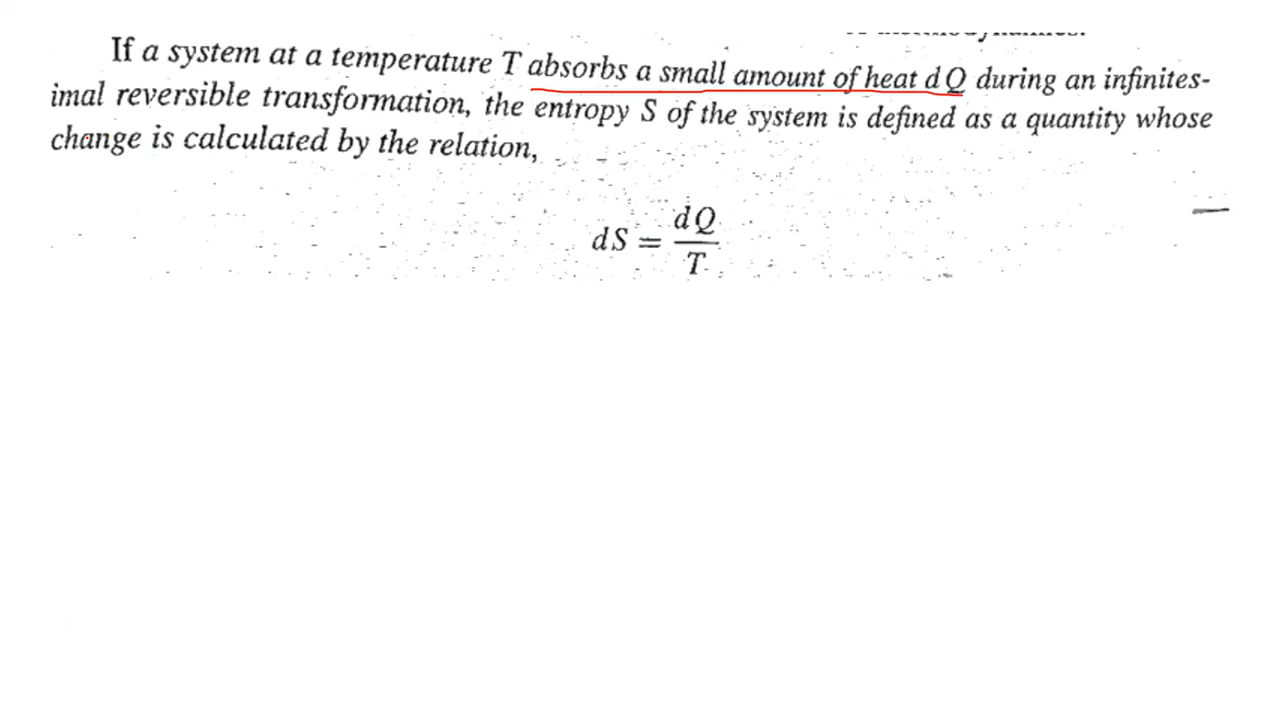 If a system at a temperature T absorbs a small amount of heat dQ during an infinites-
imal reversible transformation, the entropy S of the system is defined as a quantity whose
change is calculated by the relation,
dS = dQ / T